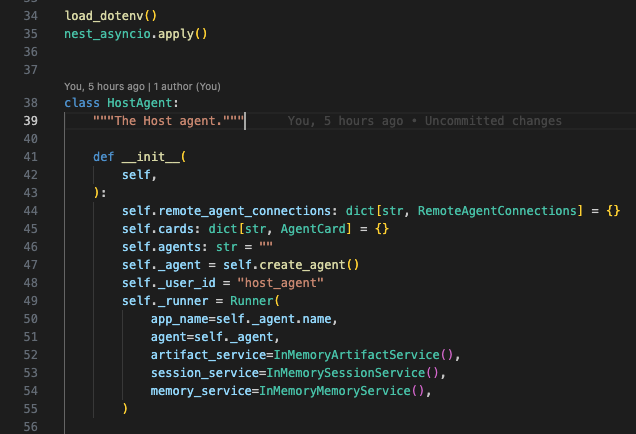 33
34 load_dotenv()
35 nest_asyncio.apply()
36
37
You, 5 hours ago | 1 author (You)
38 class HostAgent:
39     """The Host agent."""     You, 5 hours ago • Uncommitted changes
40
41     def __init__(
42         self,
43     ):
44         self.remote_agent_connections: dict[str, RemoteAgentConnections] = {}
45         self.cards: dict[str, AgentCard] = {}
46         self.agents: str = ""
47         self._agent = self.create_agent()
48         self._user_id = "host_agent"
49         self._runner = Runner(
50             app_name=self._agent.name,
51             agent=self._agent,
52             artifact_service=InMemoryArtifactService(),
53             session_service=InMemorySessionService(),
54             memory_service=InMemoryMemoryService(),
55         )
56